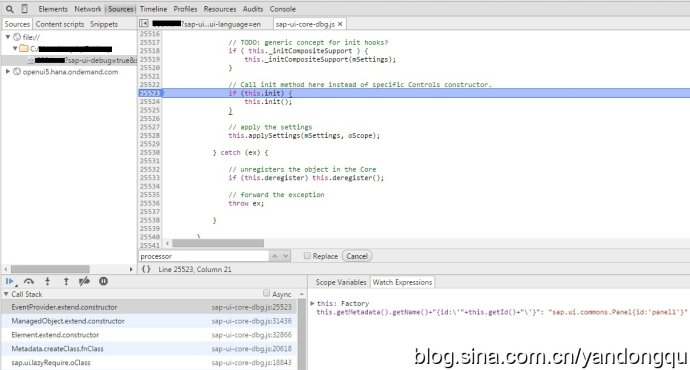 Elements Network Sources Timeline Profiles Resources Audits Console
Sources Content scripts Snippets
?sap-ui...ui-language=en sap-ui-core-dbg.js ×
file://
C:/
?sap-ui-debug=true&s
openui5.hana.ondemand.com
25516
25517 // TODO: generic concept for init hooks?
25518 if ( this._initCompositeSupport ) {
25519 this._initCompositeSupport(mSettings);
25520 }
25521
25522 // Call init method here instead of specific Controls constructor.
25523 if (this.init) {
25524 this.init();
25525 }
25526
25527 // apply the settings
25528 this.applySettings(mSettings, oScope);
25529
25530 } catch (ex) {
25531
25532 // unregisters the object in the Core
25533 if (this.deregister) this.deregister();
25534
25535 // forward the exception
25536 throw ex;
25537
25538 }
25539
25540 }
25541
processor
Replace Cancel
{} Line 25523, Column 21
Call Stack Async
EventProvider.extend.constructor sap-ui-core-dbg.js:25523
ManagedObject.extend.constructor sap-ui-core-dbg.js:31436
Element.extend.constructor sap-ui-core-dbg.js:32866
Metadata.createClass.fnClass sap-ui-core-dbg.js:20618
sap.ui.lazyRequire.oClass sap-ui-core-dbg.js:18843
Scope Variables Watch Expressions
this: Factory
this.getMetadata().getName()+"{id:\'"+this.getId()+"\'}": "sap.ui.commons.Panel{id:'panel1'}"
blog.sina.com.cn/yandongqu